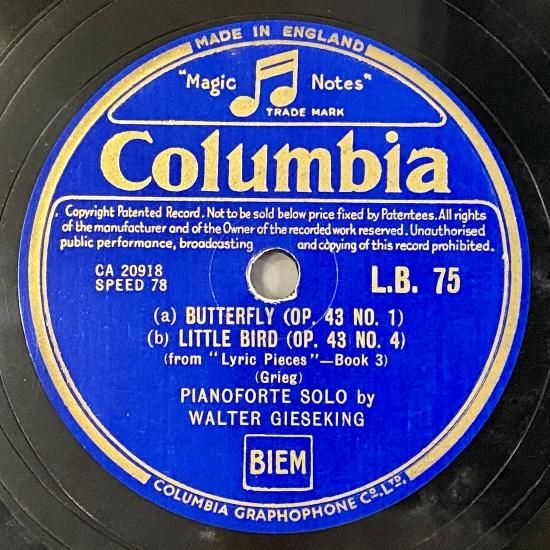 MADE IN ENGLAND
"Magic Notes"
TRADE MARK
Columbia
Copyright Patented Record. Not to be sold below price fixed by Patentees. All rights
of the manufacturer and of the Owner of the recorded work reserved. Unauthorised
public performance, broadcasting and copying of this record prohibited.
CA 20918
SPEED 78
L.B. 75
(a) BUTTERFLY (OP. 43 NO. 1)
(b) LITTLE BIRD (OP. 43 NO. 4)
(from "Lyric Pieces"—Book 3)
(Grieg)
PIANOFORTE SOLO by
WALTER GIESEKING
BIEM
COLUMBIA GRAPHOPHONE Co. LTD.